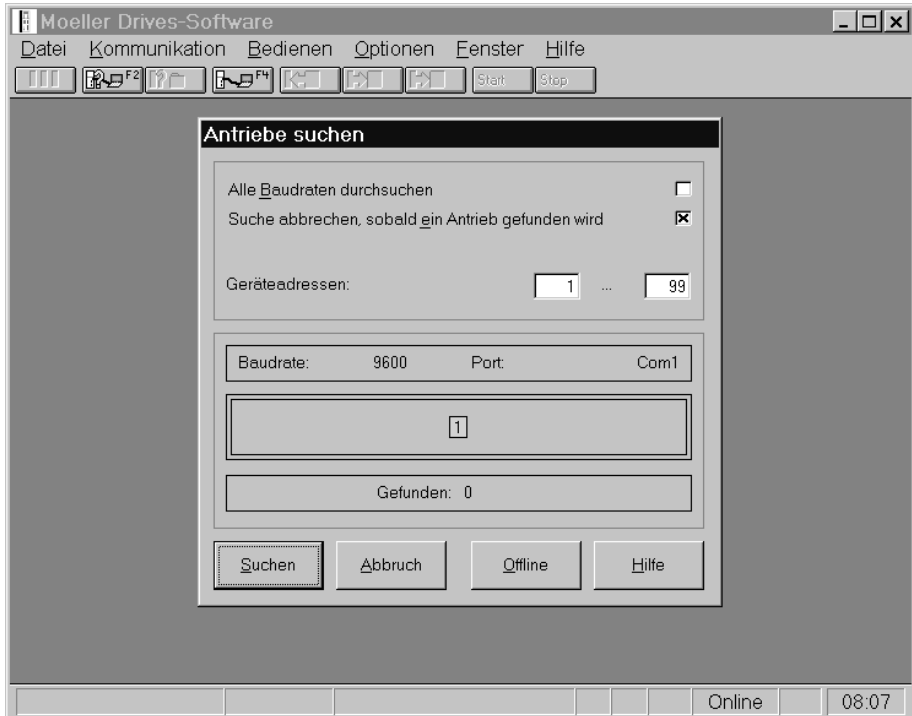 Moeller Drives-Software
Datei Kommunikation Bedienen Optionen Fenster Hilfe
F2 F4 Start Stop
Antriebe suchen
Alle Baudraten durchsuchen
Suche abbrechen, sobald ein Antrieb gefunden wird
Geräteadressen: 1 ... 99
Baudrate: 9600 Port: Com1
1
Gefunden: 0
Suchen Abbruch Offline Hilfe
Online 08:07